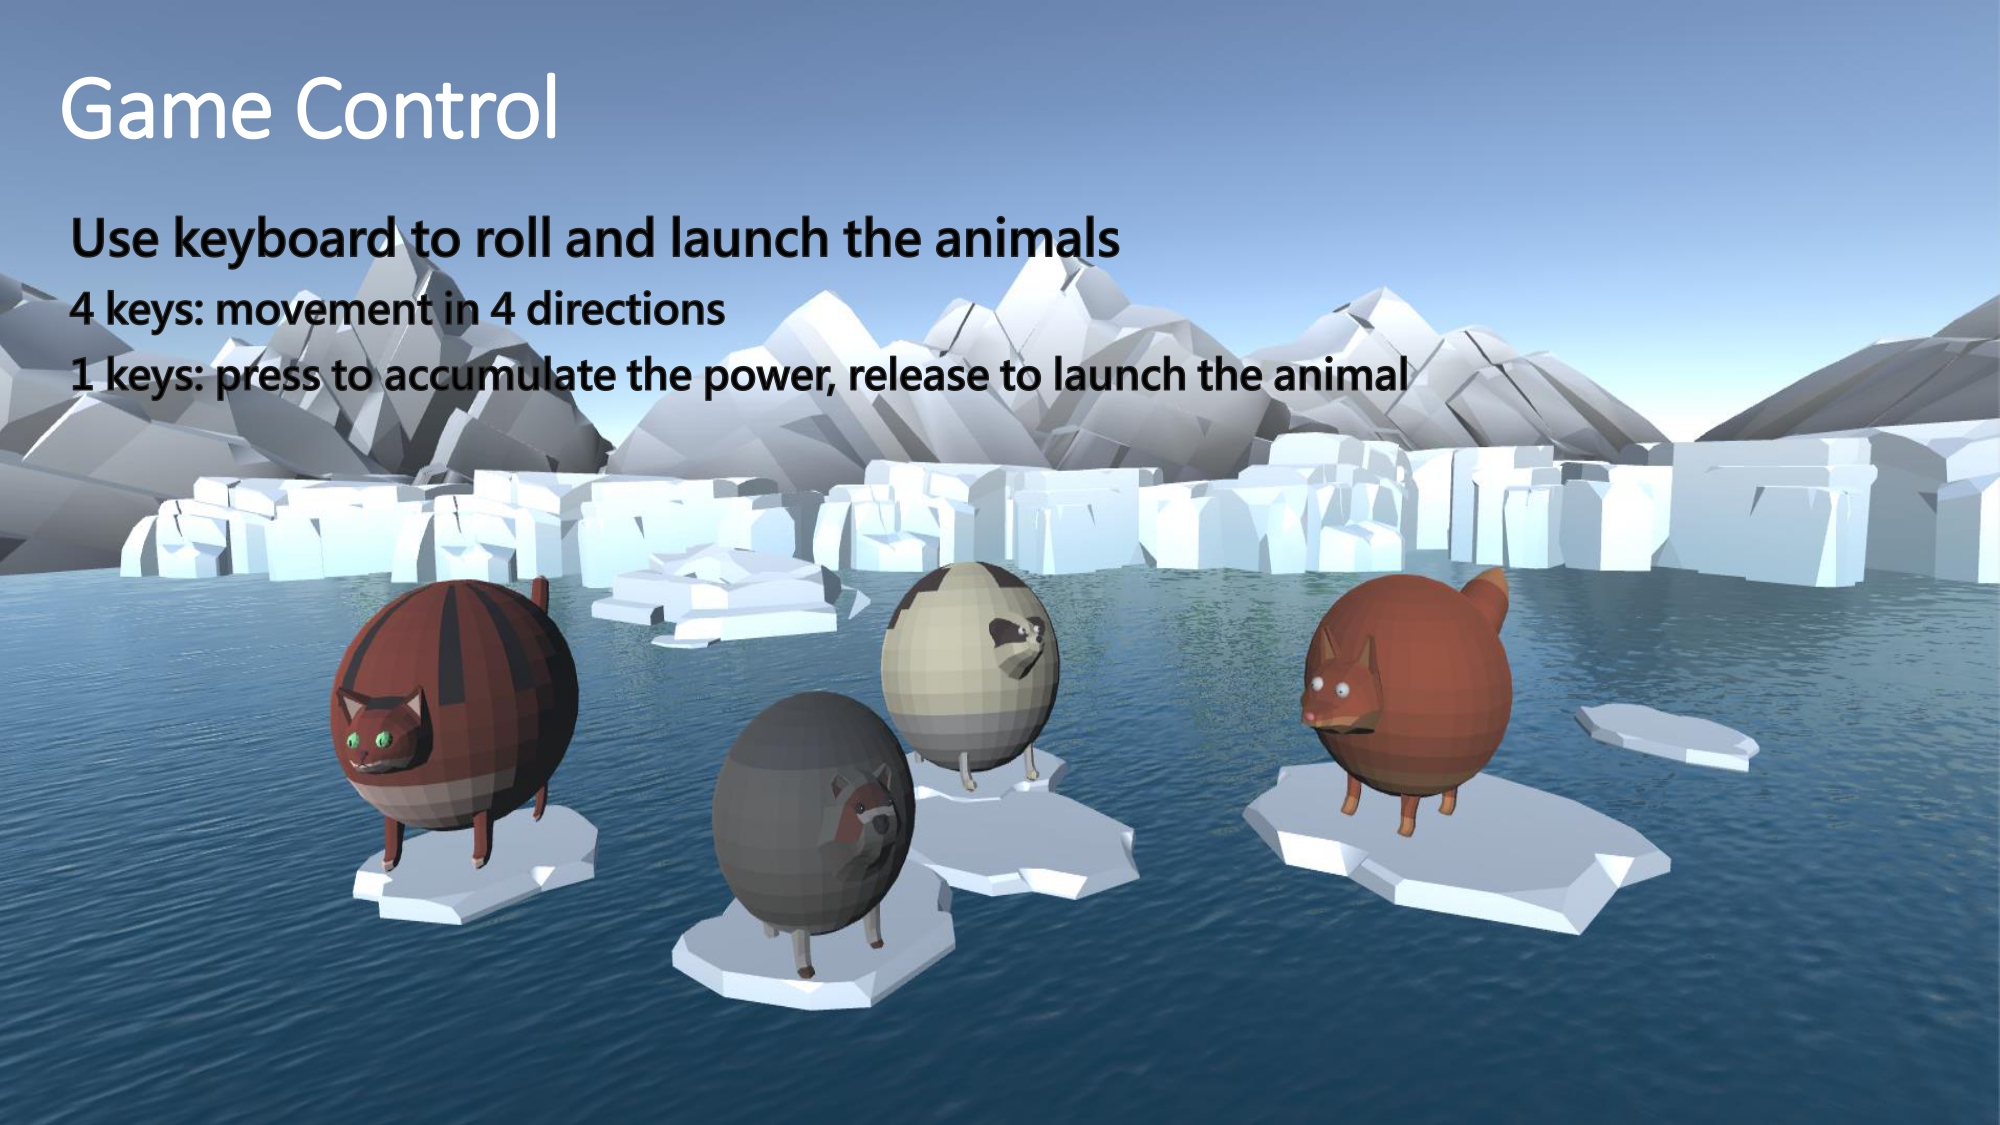 Game Control
Use keyboard to roll and launch the animals
4 keys: movement in 4 directions
1 keys: press to accumulate the power, release to launch the animal